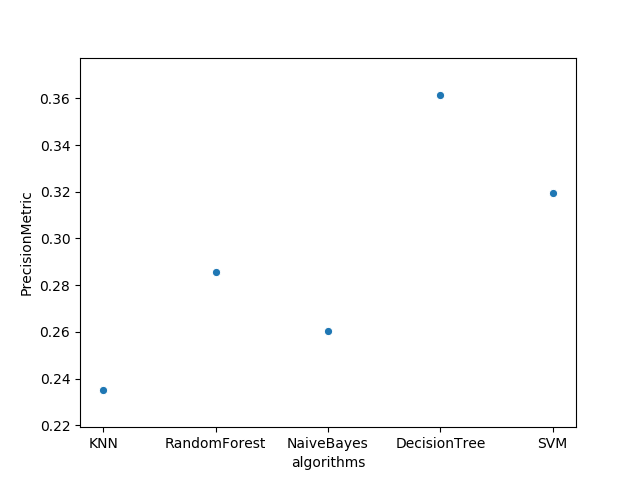 PrecisionMetric
0.36
0.34
0.32
0.30
0.28
0.26
0.24
0.22
KNN RandomForest NaiveBayes DecisionTree SVM
algorithms